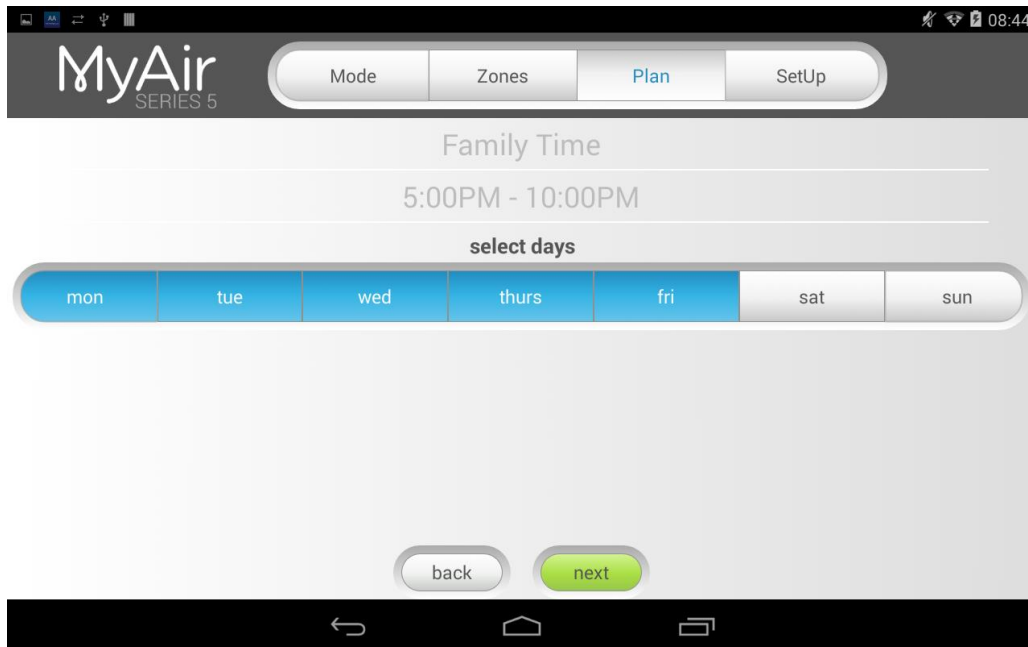 AA 08:44
MyAir
SERIES 5
Mode Zones Plan SetUp
Family Time
5:00PM - 10:00PM
select days
mon tue wed thurs fri sat sun
back next